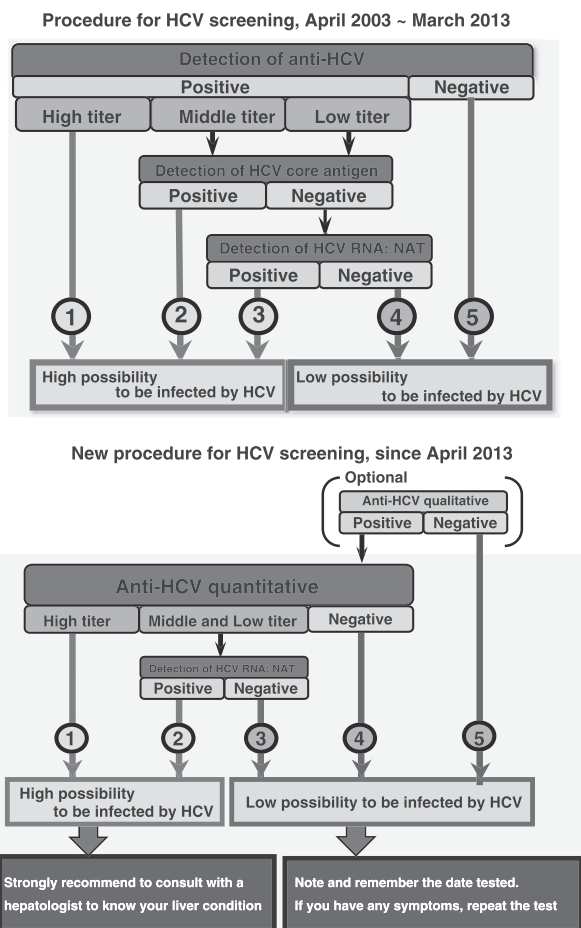 Procedure for HCV screening, April 2003 ~ March 2013
Detection of anti-HCV
Positive
Negative
High titer
Middle titer
Low titer
Detection of HCV core antigen
Positive
Negative
Detection of HCV RNA: NAT
Positive
Negative
1
2
3
4
5
High possibility
to be infected by HCV
Low possibility
to be infected by HCV
New procedure for HCV screening, since April 2013
Optional
Anti-HCV qualitative
Positive
Negative
Anti-HCV quantitative
High titer
Middle and Low titer
Negative
Detection of HCV RNA: NAT
Positive
Negative
1
2
3
4
5
High possibility
to be infected by HCV
Low possibility to be infected by HCV
Strongly recommend to consult with a
hepatologist to know your liver condition
Note and remember the date tested.
If you have any symptoms, repeat the test